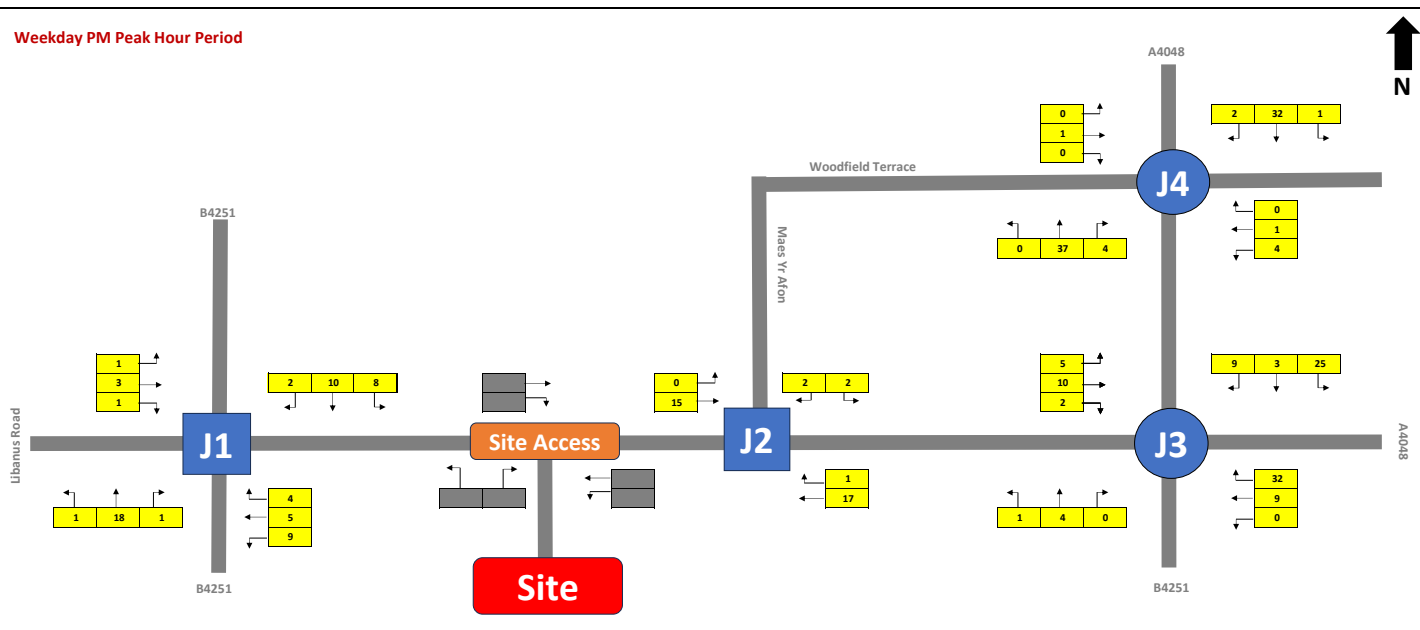 Weekday PM Peak Hour Period
A4048
N
0
1
0
2 32 1
Woodfield Terrace
J4
B4251
0 37 4
0
1
4
Maes Yr Afon
1
3
1
2 10 8
0
15
2 2
5
10
2
9 3 25
Libanus Road
J1
Site Access
J2
J3
A4048
1 18 1
4
5
9
1
17
1 4 0
32
9
0
B4251
Site
B4251